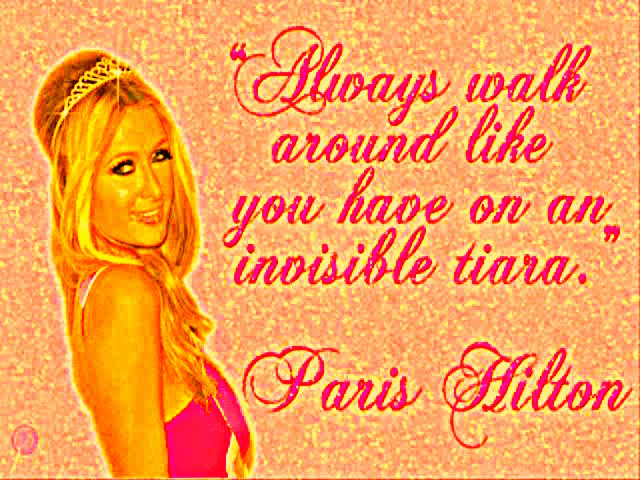 “Always walk
around like
you have on an
invisible tiara.”
Paris Hilton